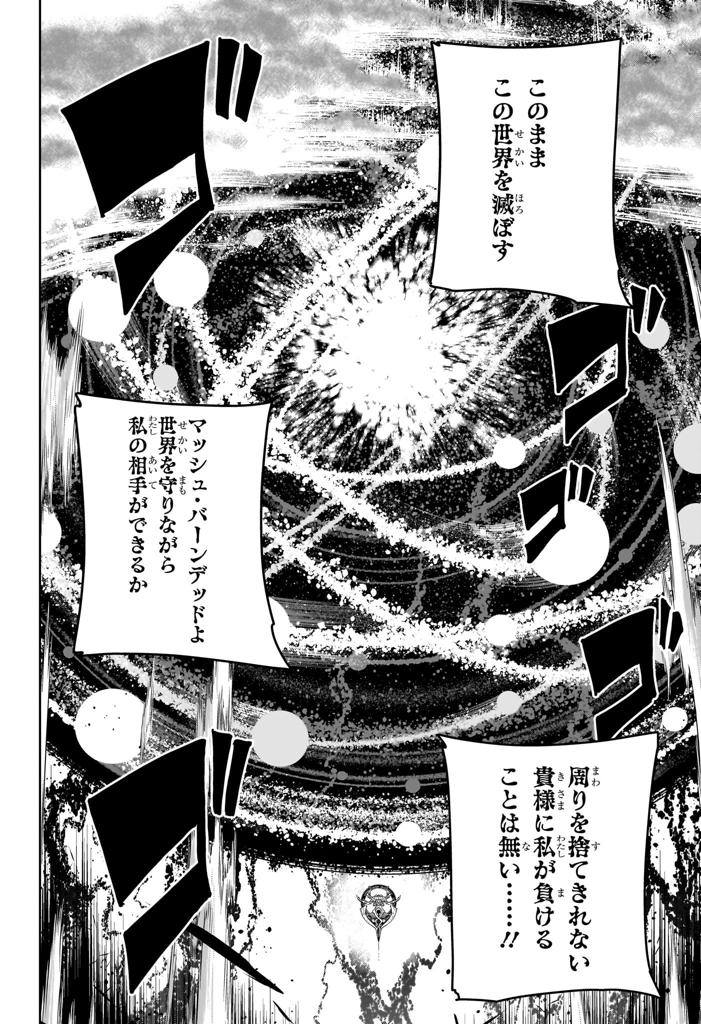 このまま
この世界を滅ぼす
マッシュ・バーンデッドよ
世界を守りながら
私の相手ができるか
周りを捨てきれない
貴様に私が負ける
ことは無い……!!
ゴ
ゴ
ゴ
ゴ
ゴ